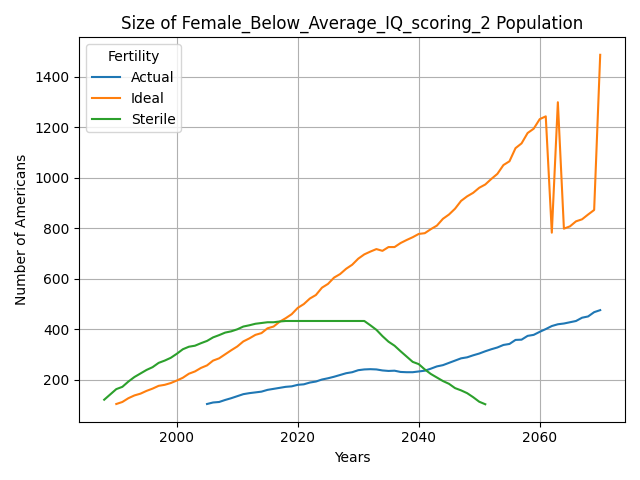 Size of Female_Below_Average_IQ_scoring_2 Population
Fertility
Actual
Ideal
Sterile
Number of Americans
1400
1200
1000
800
600
400
200
2000
2020
2040
2060
Years